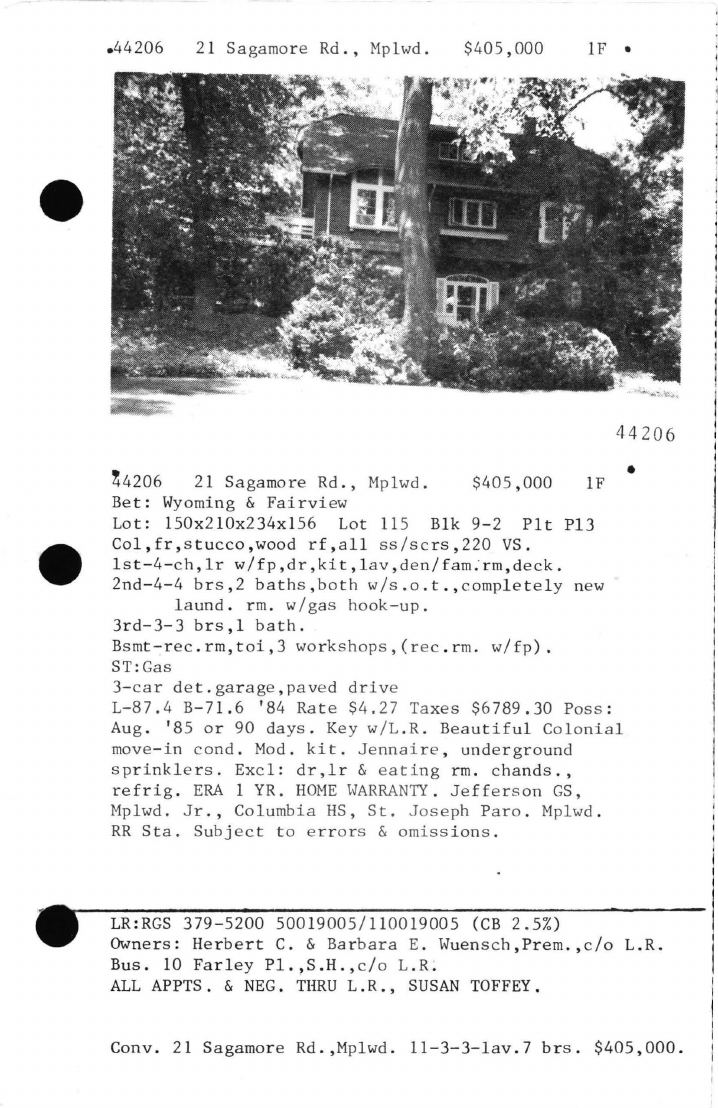 44206 21 Sagamore Rd., Mplwd. $405,000 1F
44206
44206 21 Sagamore Rd., Mplwd. $405,000 1F
Bet: Wyoming & Fairview
Lot: 150x210x234x156 Lot 115 Blk 9-2 Plt P13
Col,fr,stucco,wood rf,all ss/scrs,220 VS.
1st-4-ch,lr w/fp,dr,kit,lav,den/fam.rm,deck.
2nd-4-4 brs,2 baths,both w/s.o.t.,completely new
laund. rm. w/gas hook-up.
3rd-3-3 brs,1 bath.
Bsmt-rec.rm,toi,3 workshops,(rec.rm. w/fp).
ST:Gas
3-car det.garage,paved drive
L-87.4 B-71.6 '84 Rate $4.27 Taxes $6789.30 Poss:
Aug. '85 or 90 days. Key w/L.R. Beautiful Colonial
move-in cond. Mod. kit. Jennaire, underground
sprinklers. Excl: dr,lr & eating rm. chands.,
refrig. ERA 1 YR. HOME WARRANTY. Jefferson GS,
Mplwd. Jr., Columbia HS, St. Joseph Paro. Mplwd.
RR Sta. Subject to errors & omissions.
LR:RGS 379-5200 50019005/110019005 (CB 2.5%)
Owners: Herbert C. & Barbara E. Wuensch,Prem.,c/o L.R.
Bus. 10 Farley Pl.,S.H.,c/o L.R.
ALL APPTS. & NEG. THRU L.R., SUSAN TOFFEY.
Conv. 21 Sagamore Rd.,Mplwd. 11-3-3-lav.7 brs. $405,000.